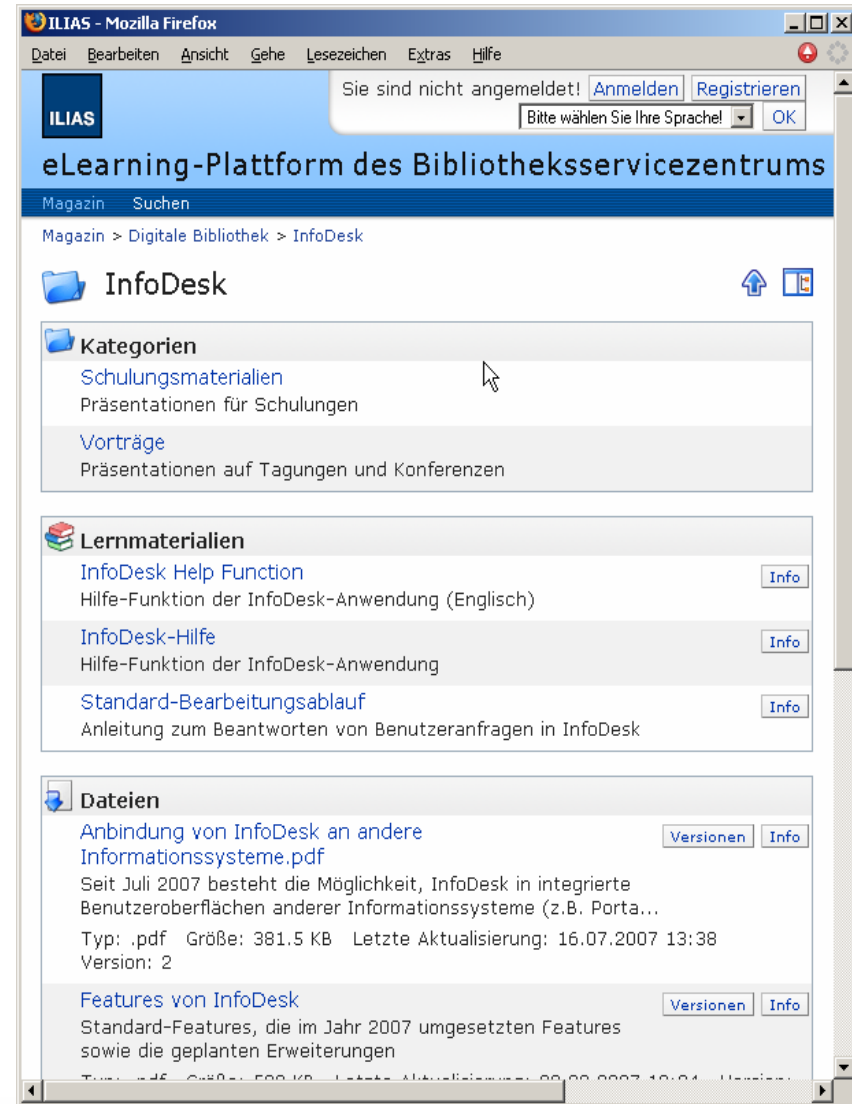 ILIAS - Mozilla Firefox
Datei Bearbeiten Ansicht Gehe Lesezeichen Extras Hilfe
ILIAS
Sie sind nicht angemeldet! Anmelden Registrieren
Bitte wählen Sie Ihre Sprache! OK
eLearning-Plattform des Bibliotheksservicezentrums
Magazin Suchen
Magazin > Digitale Bibliothek > InfoDesk
InfoDesk
Kategorien
Schulungsmaterialien
Präsentationen für Schulungen
Vorträge
Präsentationen auf Tagungen und Konferenzen
Lernmaterialien
InfoDesk Help Function Info
Hilfe-Funktion der InfoDesk-Anwendung (Englisch)
InfoDesk-Hilfe Info
Hilfe-Funktion der InfoDesk-Anwendung
Standard-Bearbeitungsablauf Info
Anleitung zum Beantworten von Benutzeranfragen in InfoDesk
Dateien
Anbindung von InfoDesk an andere Versionen Info
Informationssysteme.pdf
Seit Juli 2007 besteht die Möglichkeit, InfoDesk in integrierte
Benutzeroberflächen anderer Informationssysteme (z.B. Porta...
Typ: .pdf Größe: 381.5 KB Letzte Aktualisierung: 16.07.2007 13:38
Version: 2
Features von InfoDesk Versionen Info
Standard-Features, die im Jahr 2007 umgesetzten Features
sowie die geplanten Erweiterungen